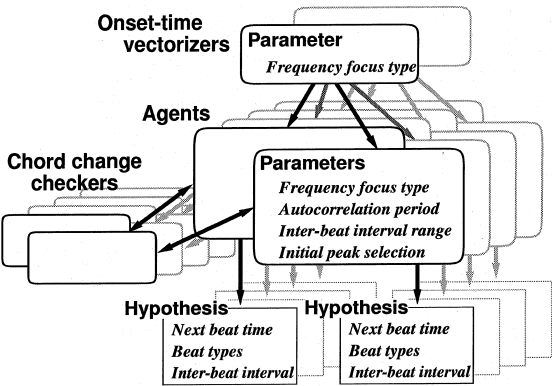 Onset-time
vectorizers
Parameter
Frequency focus type
Agents
Chord change
checkers
Parameters
Frequency focus type
Autocorrelation period
Inter-beat interval range
Initial peak selection
Hypothesis
Next beat time
Beat types
Inter-beat interval
Hypothesis
Next beat time
Beat types
Inter-beat interval